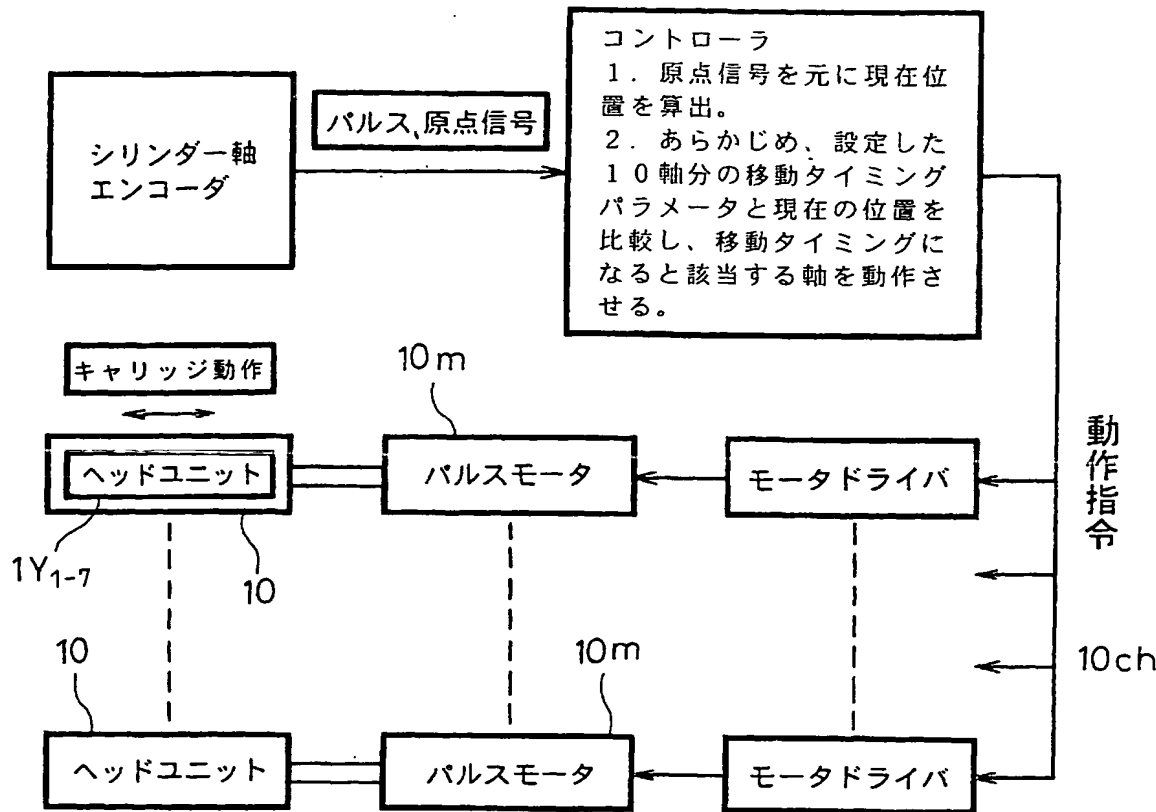 シリンダー軸
エンコーダ
パルス、原点信号
コントローラ
1. 原点信号を元に現在位
置を算出。
2. あらかじめ、設定した
10軸分の移動タイミング
パラメータと現在の位置を
比較し、移動タイミングに
なると該当する軸を動作さ
せる。
キャリッジ動作
10m
ヘッドユニット
パルスモータ
モータドライバ
動作指令
1Y1-7
10
10
10m
10ch
ヘッドユニット
パルスモータ
モータドライバ